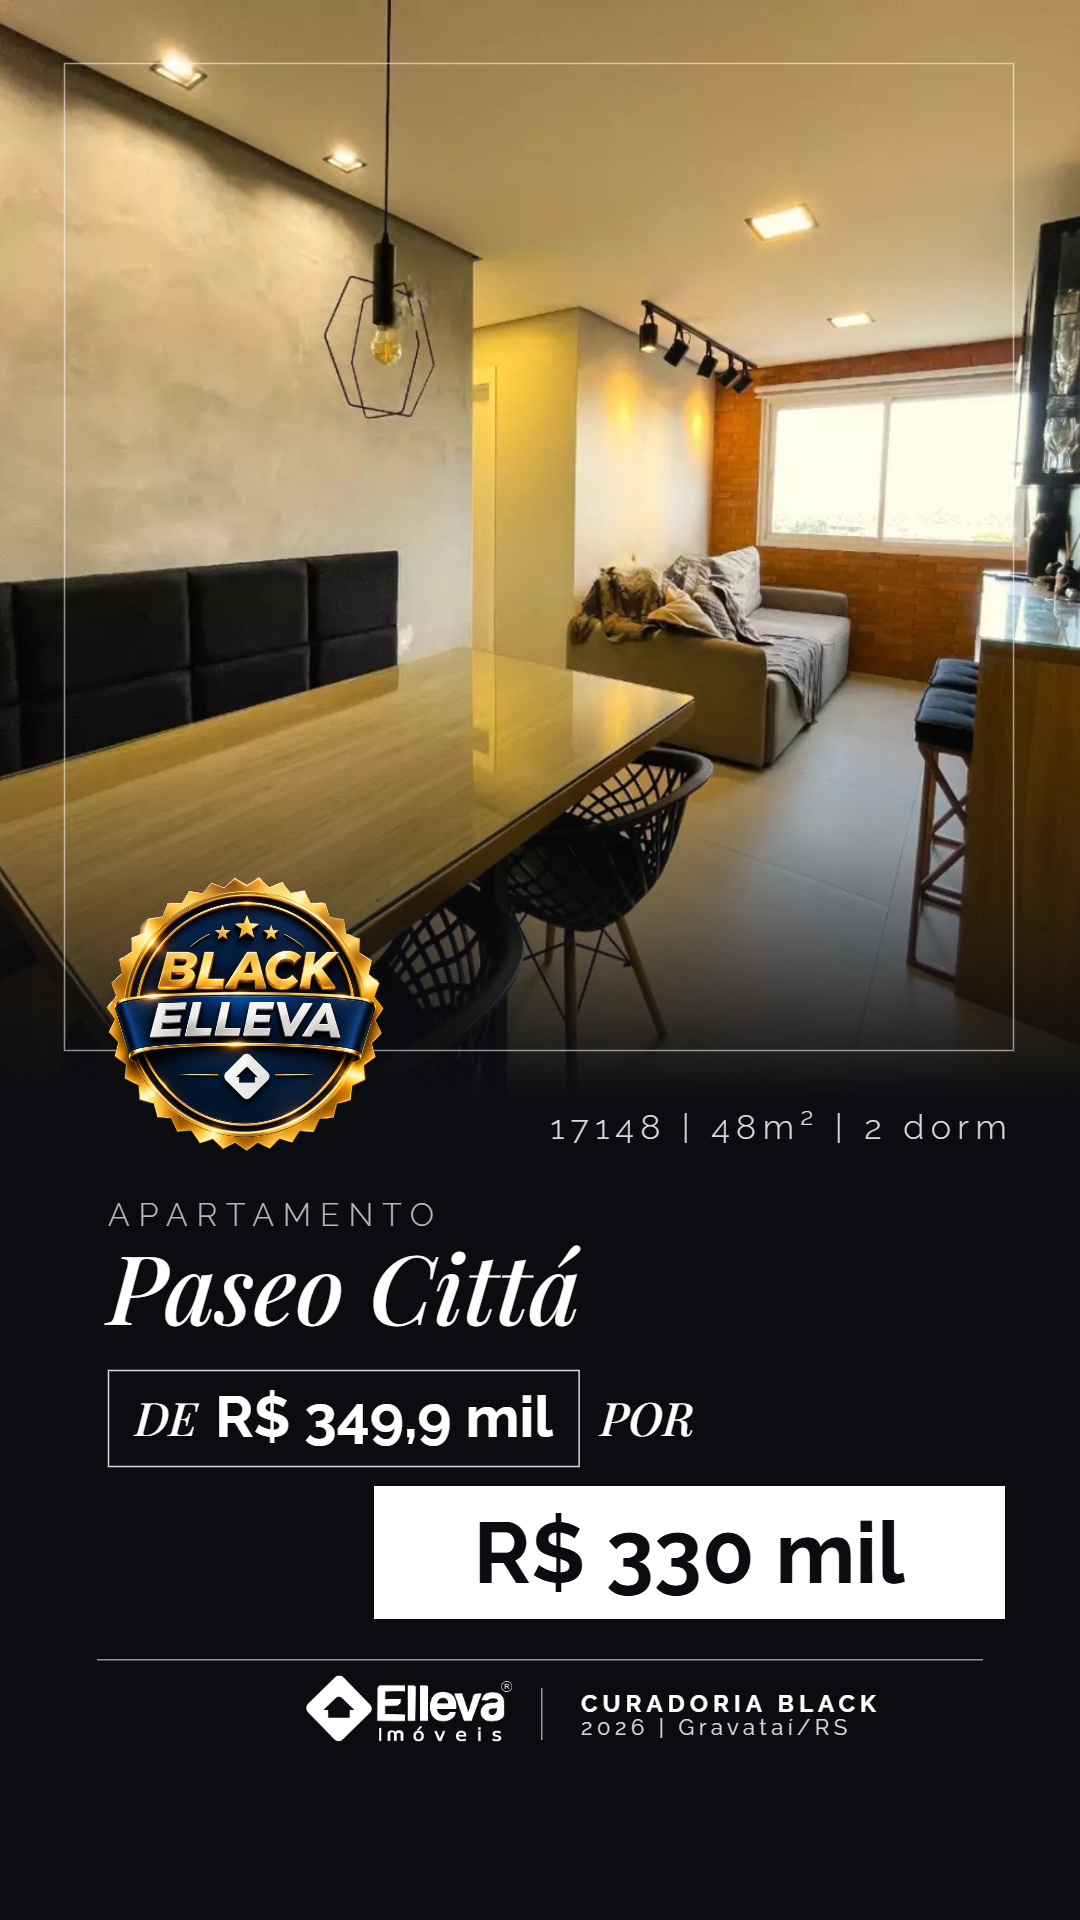 BLACK
ELLEVA
17148 | 48m² | 2 dorm
APARTAMENTO
Paseo Cittá
DE R$ 349,9 mil POR
R$ 330 mil
Elleva®
Imóveis
CURADORIA BLACK
2026 | Gravataí/RS